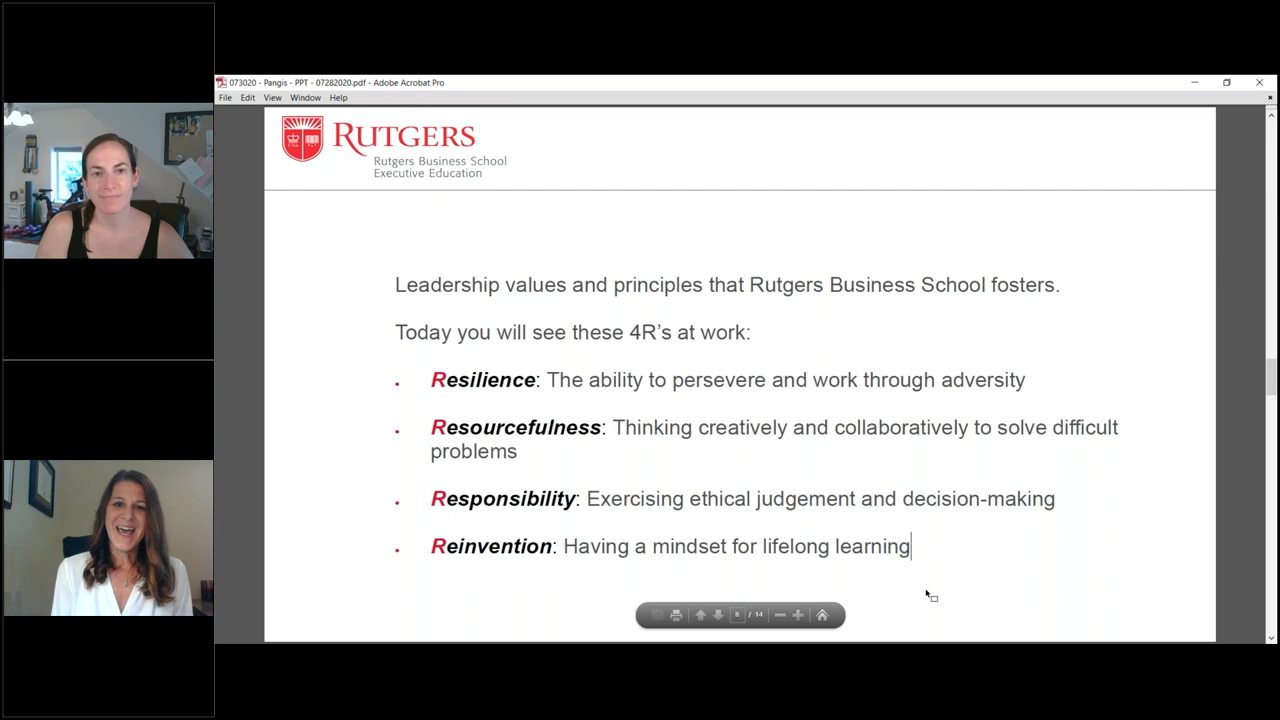 073020 - Pangis - PPT - 07282020.pdf - Adobe Acrobat Pro
File Edit View Window Help
RUTGERS
Rutgers Business School
Executive Education
Leadership values and principles that Rutgers Business School fosters.
Today you will see these 4R's at work:
Resilience: The ability to persevere and work through adversity
Resourcefulness: Thinking creatively and collaboratively to solve difficult
problems
Responsibility: Exercising ethical judgement and decision-making
Reinvention: Having a mindset for lifelong learning
8 / 14